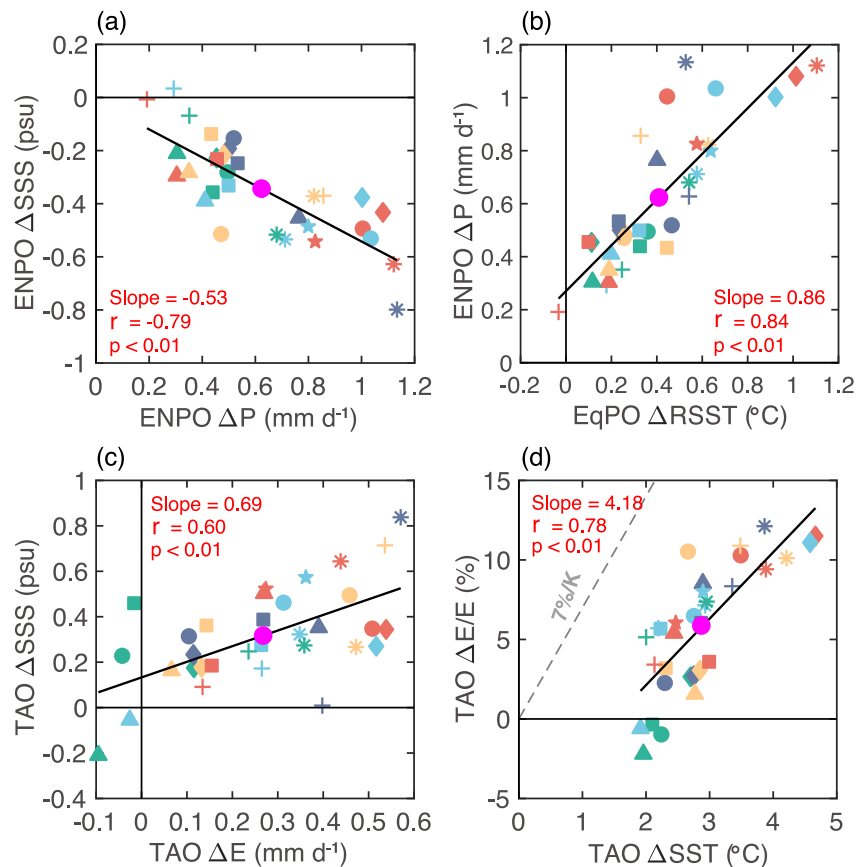 (a)
0.2
0
-0.2
-0.4
-0.6
-0.8
-1
ENPO ΔSSS (psu)
Slope = -0.53
r = -0.79
p < 0.01
0 0.2 0.4 0.6 0.8 1 1.2
ENPO ΔP (mm d⁻¹)
(b)
1.2
1
0.8
0.6
0.4
0.2
0
ENPO ΔP (mm d⁻¹)
Slope = 0.86
r = 0.84
p < 0.01
-0.2 0 0.2 0.4 0.6 0.8 1
EqPO ΔRSST (°C)
(c)
1
0.8
0.6
0.4
0.2
0
-0.2
-0.4
TAO ΔSSS (psu)
Slope = 0.69
r = 0.60
p < 0.01
-0.1 0 0.1 0.2 0.3 0.4 0.5 0.6
TAO ΔE (mm d⁻¹)
(d)
15
10
5
0
-5
TAO ΔE/E (%)
Slope = 4.18
r = 0.78
p < 0.01
7%/K
0 1 2 3 4 5
TAO ΔSST (°C)